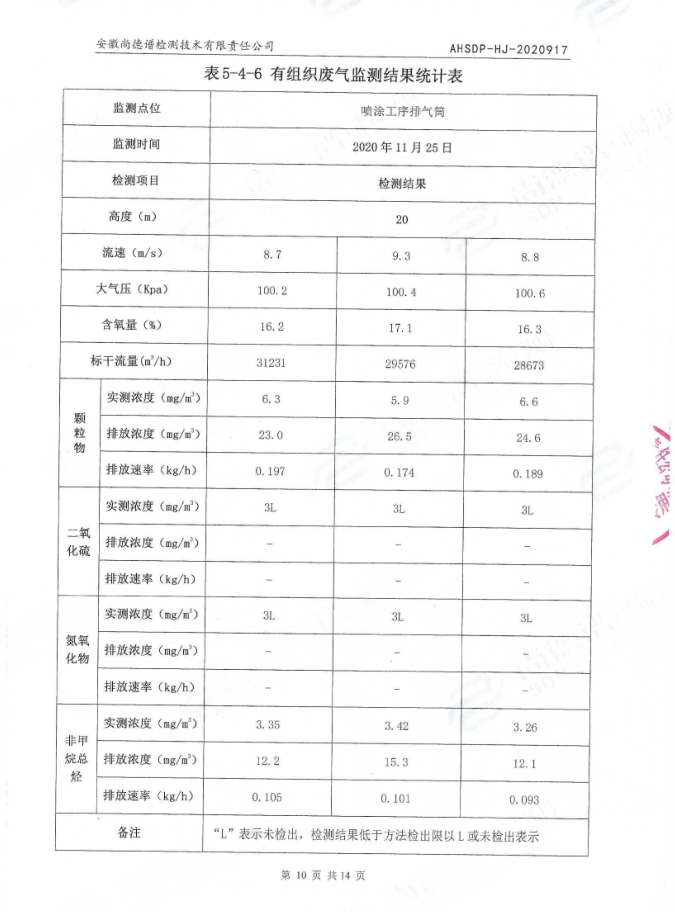 安徽尚德谱检测技术有限责任公司 AHSDP-HJ-2020917
表5-4-6 有组织废气监测结果统计表
监测点位 喷涂工序排气筒
监测时间 2020年11月25日
检测项目 检测结果
高度（m） 20
流速（m/s） 8.7 9.3 8.8
大气压（Kpa） 100.2 100.4 100.6
含氧量（%） 16.2 17.1 16.3
标干流量(m³/h) 31231 29576 28673
颗粒物
实测浓度（mg/m³） 6.3 5.9 6.6
排放浓度（mg/m³） 23.0 26.5 24.6
排放速率（kg/h） 0.197 0.174 0.189
二氧化硫
实测浓度（mg/m³） 3L 3L 3L
排放浓度（mg/m³） － － －
排放速率（kg/h） － － －
氮氧化物
实测浓度（mg/m³） 3L 3L 3L
排放浓度（mg/m³） － － －
排放速率（kg/h） － － －
非甲烷总烃
实测浓度（mg/m³） 3.35 3.42 3.26
排放浓度（mg/m³） 12.2 15.3 12.1
排放速率（kg/h） 0.105 0.101 0.093
备注 “L”表示未检出，检测结果低于方法检出限以L或未检出表示
第 10 页 共14 页